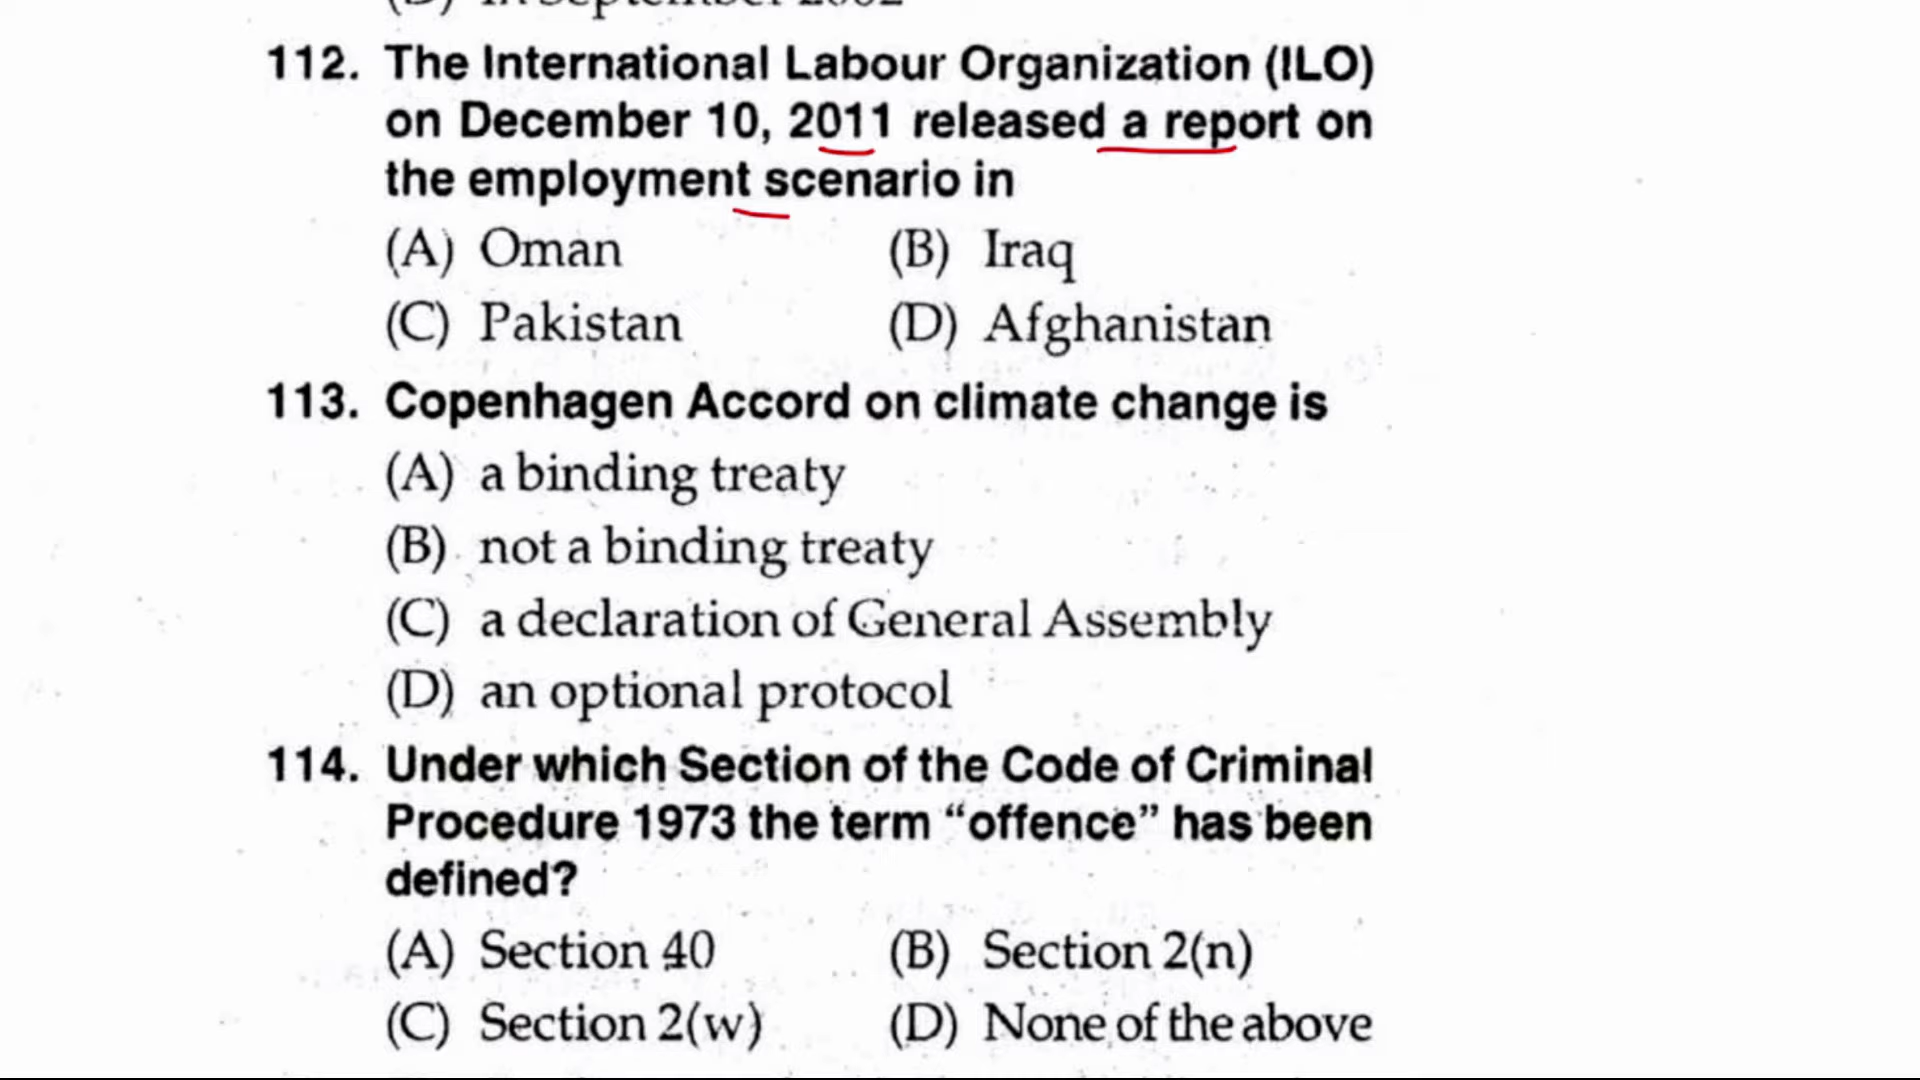 (D) in September 2002
112. The International Labour Organization (ILO)
on December 10, 2011 released a report on
the employment scenario in
(A) Oman (B) Iraq
(C) Pakistan (D) Afghanistan
113. Copenhagen Accord on climate change is
(A) a binding treaty
(B) not a binding treaty
(C) a declaration of General Assembly
(D) an optional protocol
114. Under which Section of the Code of Criminal
Procedure 1973 the term “offence” has been
defined?
(A) Section 40 (B) Section 2(n)
(C) Section 2(w) (D) None of the above